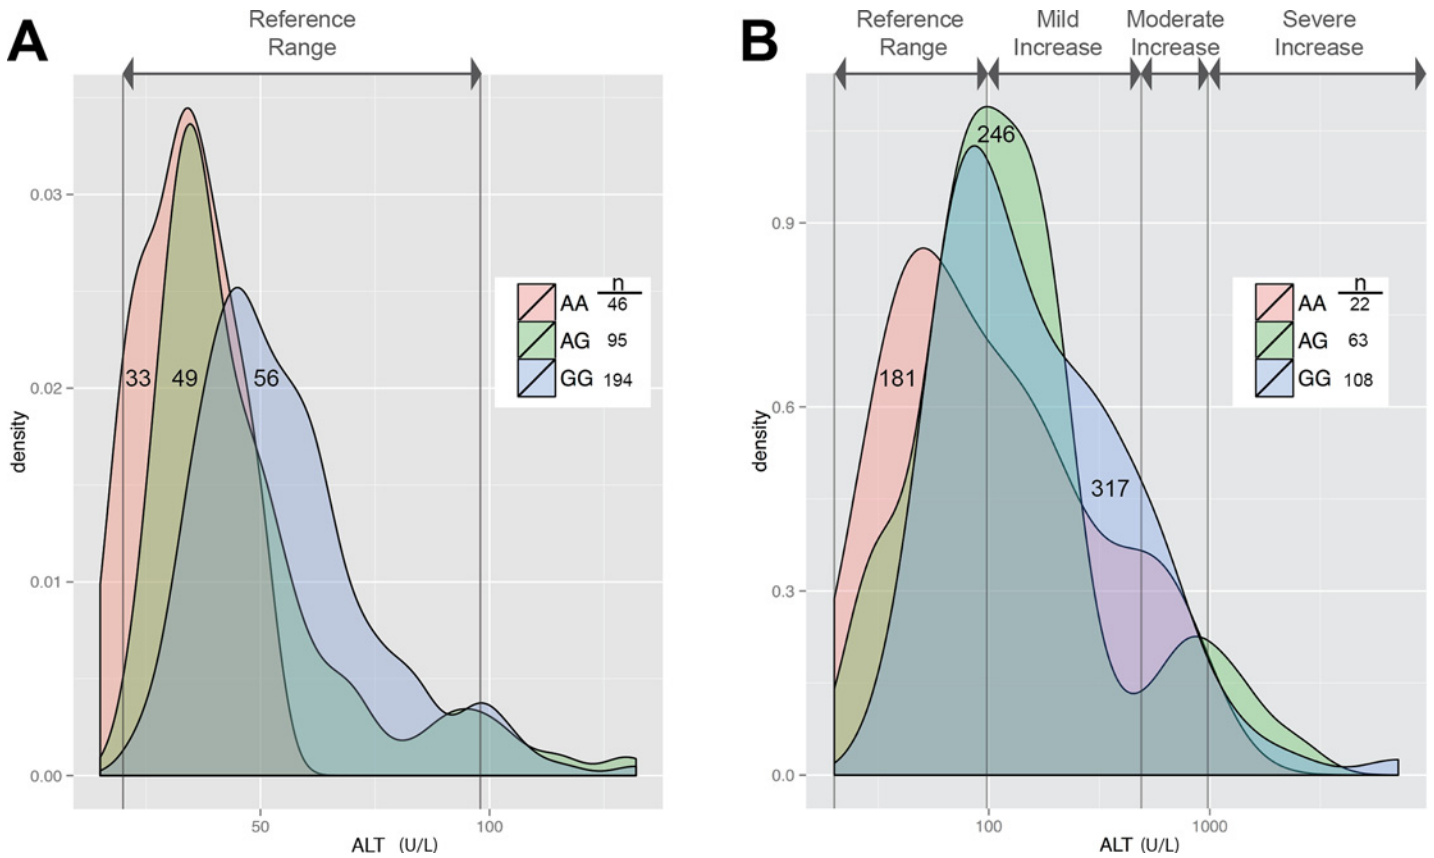 A
Reference
Range
0.03
0.02
0.01
0.00
density
33
49
56
n
AA 46
AG 95
GG 194
50
100
ALT (U/L)
B
Reference
Range
Mild
Increase
Moderate
Increase
Severe
Increase
0.9
0.6
0.3
0.0
density
246
181
317
n
AA 22
AG 63
GG 108
100
1000
ALT (U/L)